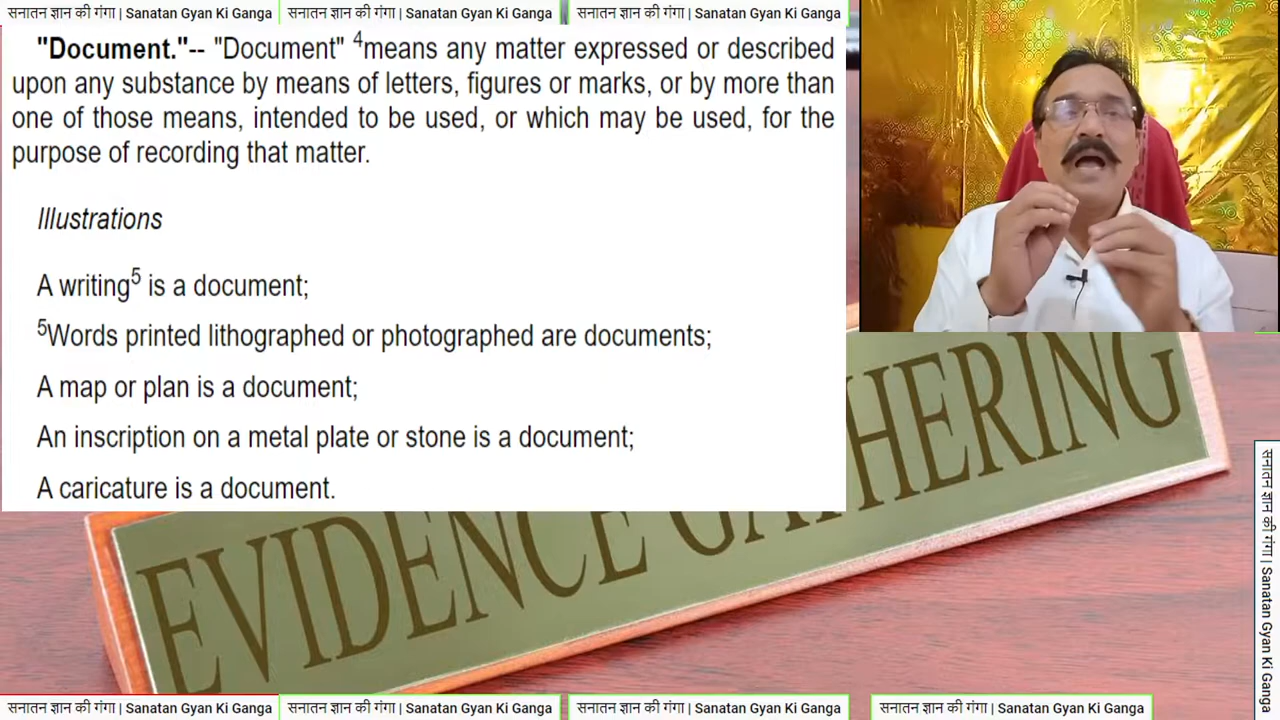 सनातन ज्ञान की गंगा | Sanatan Gyan Ki Ganga
सनातन ज्ञान की गंगा | Sanatan Gyan Ki Ganga
सनातन ज्ञान की गंगा | Sanatan Gyan Ki Ganga
"Document."-- "Document" ⁴means any matter expressed or described
upon any substance by means of letters, figures or marks, or by more than
one of those means, intended to be used, or which may be used, for the
purpose of recording that matter.
Illustrations
A writing⁵ is a document;
⁵Words printed lithographed or photographed are documents;
A map or plan is a document;
An inscription on a metal plate or stone is a document;
A caricature is a document.
EVIDENCE GATHERING
सनातन ज्ञान की गंगा | Sanatan Gyan Ki Ganga
सनातन ज्ञान की गंगा | Sanatan Gyan Ki Ganga
सनातन ज्ञान की गंगा | Sanatan Gyan Ki Ganga
सनातन ज्ञान की गंगा | Sanatan Gyan Ki Ganga
सनातन ज्ञान की गंगा | Sanatan Gyan Ki Ganga